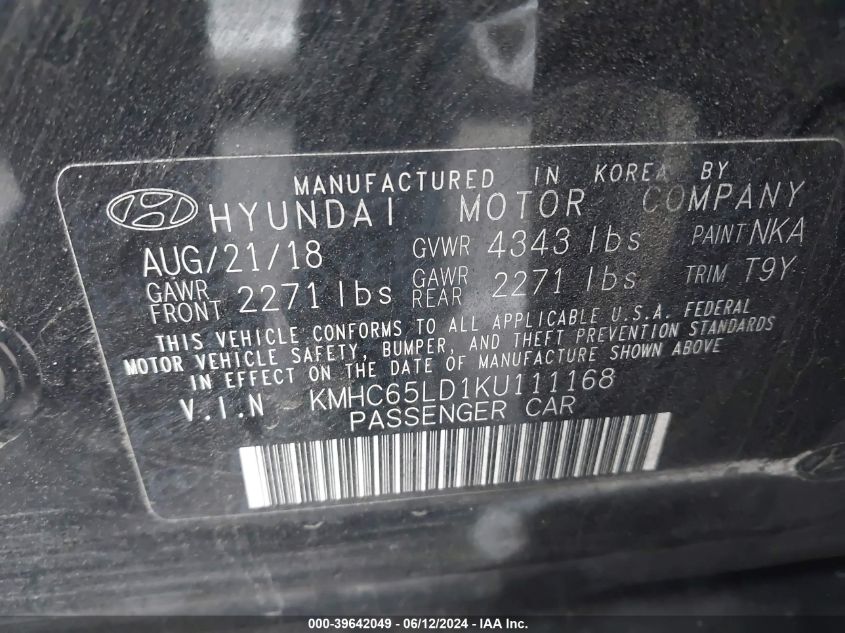 MANUFACTURED IN KOREA BY
HYUNDAI MOTOR COMPANY
AUG/21/18 GVWR 4343 lbs PAINT NKA
GAWR FRONT 2271 lbs GAWR REAR 2271 lbs TRIM T9Y
THIS VEHICLE CONFORMS TO ALL APPLICABLE U.S.A. FEDERAL
MOTOR VEHICLE SAFETY, BUMPER, AND THEFT PREVENTION STANDARDS
IN EFFECT ON THE DATE OF MANUFACTURE SHOWN ABOVE
V.I.N KMHC65LD1KU111168
PASSENGER CAR
000-39642049 - 06/12/2024 - IAA Inc.